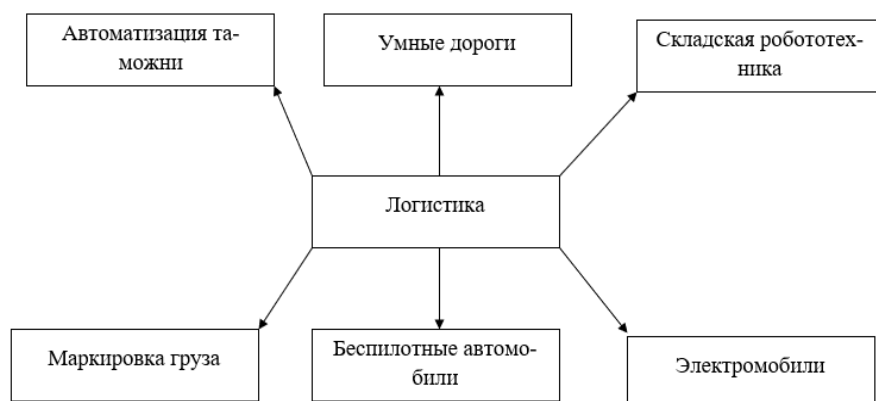 Автоматизация та-
можни
Умные дороги
Складская робототех-
ника
Логистика
Маркировка груза
Беспилотные автомо-
били
Электромобили